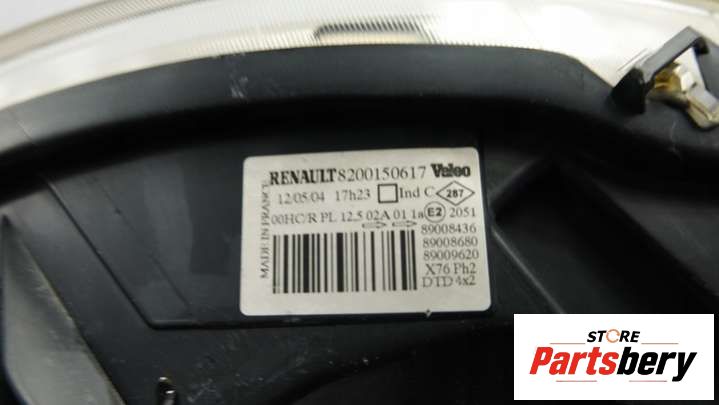 RENAULT 8200150617 Valeo
12/05/04 17h23 Ind C 287
00HC/R PL 12,5 02A 01 1a E2 2051
MADE IN FRANCE
89008436
89008680
89009620
X76 Ph2
DTD 4x2
STORE
Partsbery